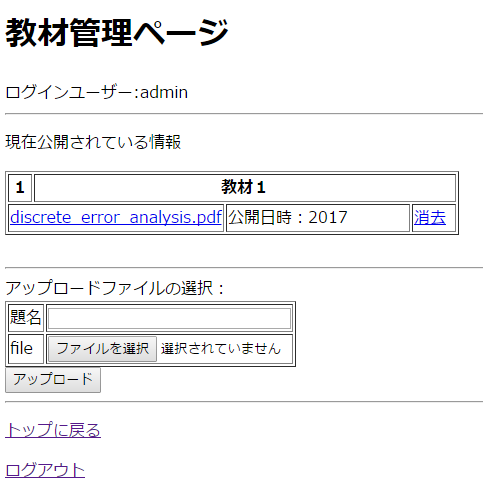 教材管理ページ
ログインユーザー:admin
現在公開されている情報
1 教材１
discrete_error_analysis.pdf 公開日時：2017 消去
アップロードファイルの選択：
題名
file ファイルを選択 選択されていません
アップロード
トップに戻る
ログアウト